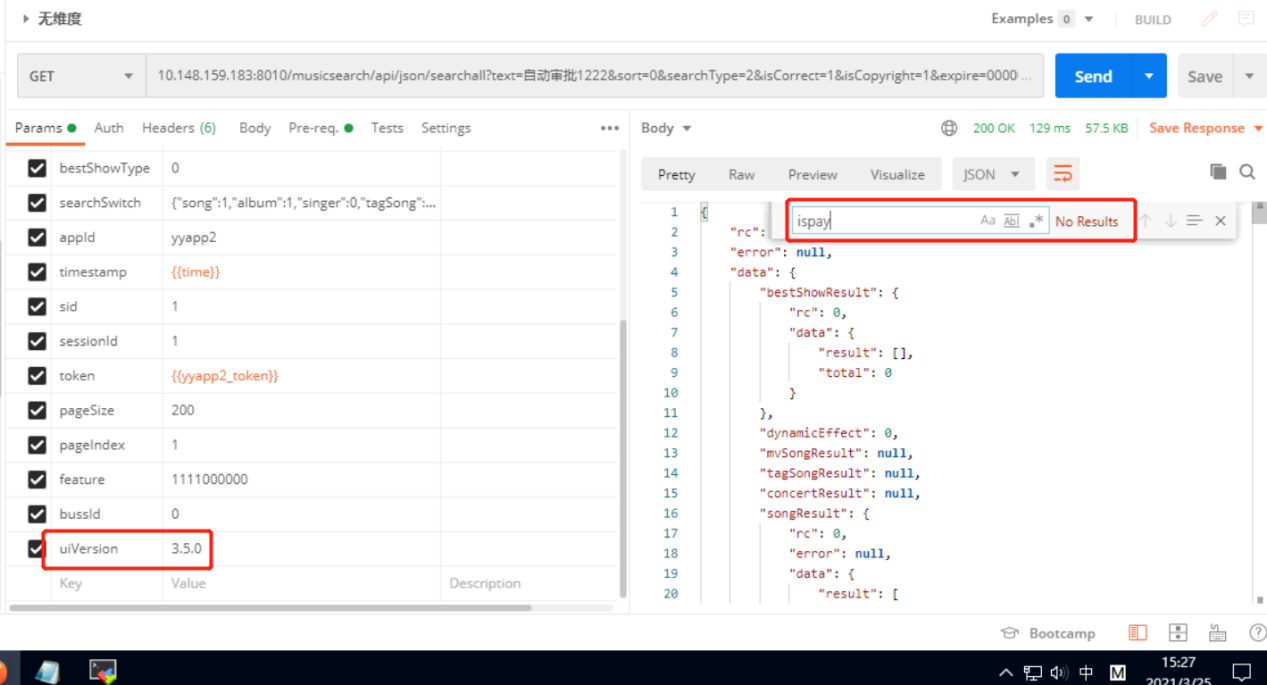 无维度
Examples 0
BUILD
GET
10.148.159.183:8010/musicsearch/api/json/searchall?text=自动审批1222&sort=0&searchType=2&isCorrect=1&isCopyright=1&expire=0000 ...
Send
Save
Params
Auth
Headers (6)
Body
Pre-req.
Tests
Settings
bestShowType 0
searchSwitch {"song":1,"album":1,"singer":0,"tagSong":...
appId yyapp2
timestamp {{time}}
sid 1
sessionId 1
token {{yyapp2_token}}
pageSize 200
pageIndex 1
feature 1111000000
bussId 0
uiVersion 3.5.0
Key Value Description
Body
200 OK 129 ms 57.5 KB Save Response
Pretty Raw Preview Visualize JSON
ispay Aa Abl .* No Results
1 {
2 "rc":
3 "error": null,
4 "data": {
5 "bestShowResult": {
6 "rc": 0,
7 "data": {
8 "result": [],
9 "total": 0
10 }
11 },
12 "dynamicEffect": 0,
13 "mvSongResult": null,
14 "tagSongResult": null,
15 "concertResult": null,
16 "songResult": {
17 "rc": 0,
18 "error": null,
19 "data": {
20 "result": [
Bootcamp
中
M
15:27
2021/3/25